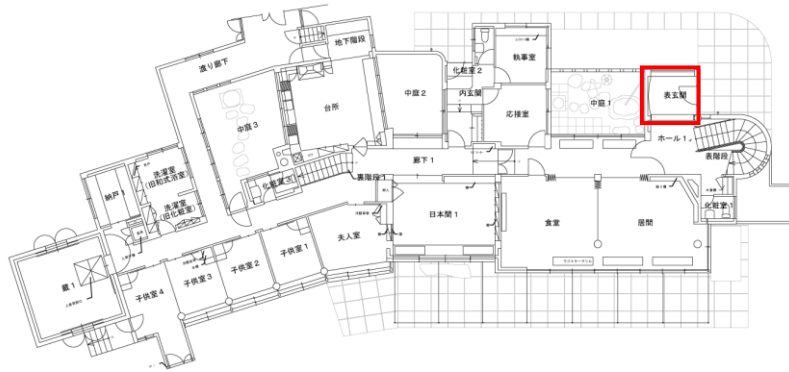 地下階段
執事室
渡り廊下
化粧室2
台所
中庭2
内玄関
中庭1
表玄関
中庭3
応接室
ホール1
表階段
廊下1
洗濯室
(旧和式浴室)
納戸1
化粧室3
裏階段1
化粧室1
洗濯室
(旧化粧室)
日本間1
食堂
居間
夫人室
子供室1
子供室2
子供室3
子供室4
蔵1